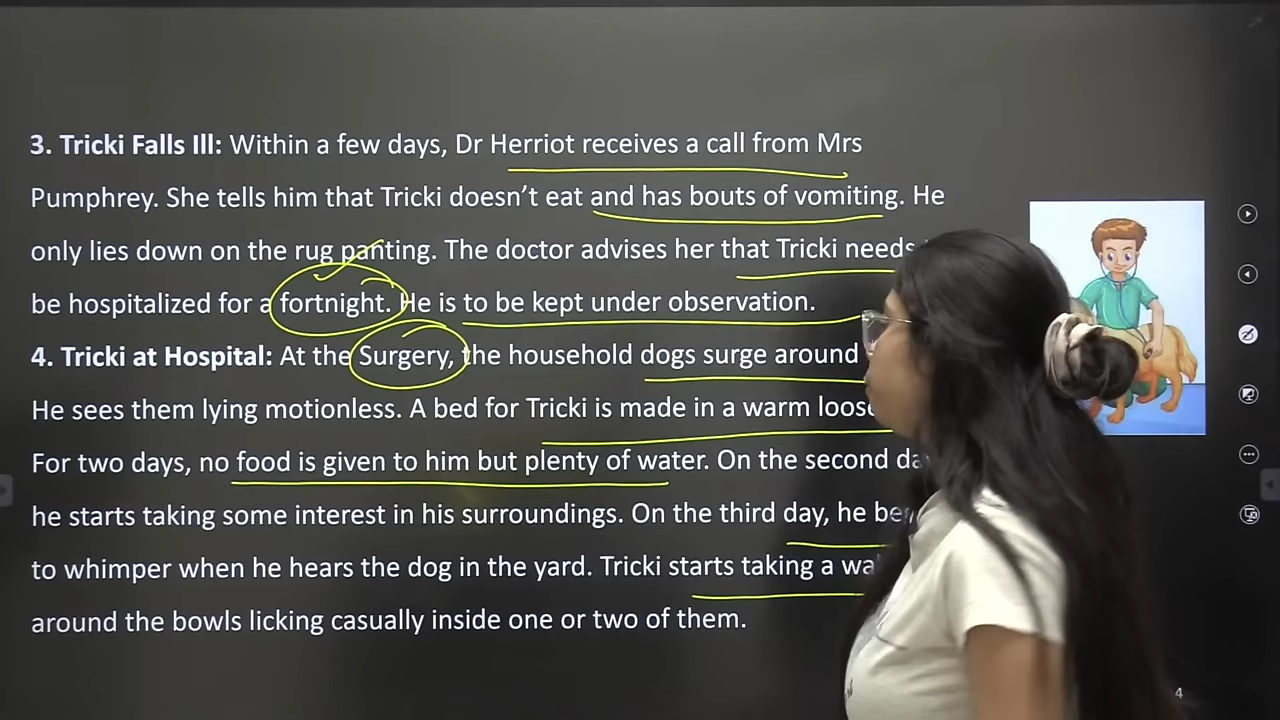 3. Tricki Falls Ill: Within a few days, Dr Herriot receives a call from Mrs
Pumphrey. She tells him that Tricki doesn't eat and has bouts of vomiting. He
only lies down on the rug panting. The doctor advises her that Tricki needs
be hospitalized for a fortnight. He is to be kept under observation.
4. Tricki at Hospital: At the Surgery, the household dogs surge around
He sees them lying motionless. A bed for Tricki is made in a warm loose
For two days, no food is given to him but plenty of water. On the second
he starts taking some interest in his surroundings. On the third day, he
to whimper when he hears the dog in the yard. Tricki starts taking a
around the bowls licking casually inside one or two of them.
4